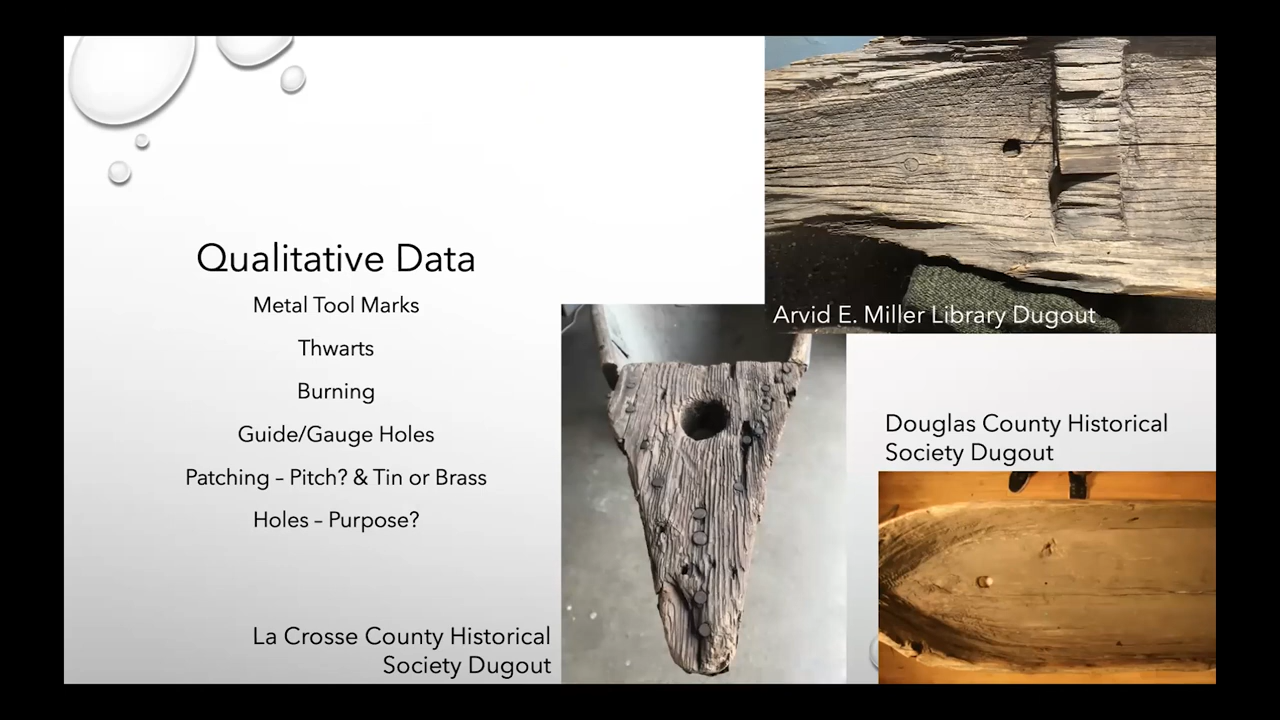 Qualitative Data
Metal Tool Marks
Thwarts
Burning
Guide/Gauge Holes
Patching – Pitch? & Tin or Brass
Holes – Purpose?
La Crosse County Historical
Society Dugout
Arvid E. Miller Library Dugout
Douglas County Historical
Society Dugout